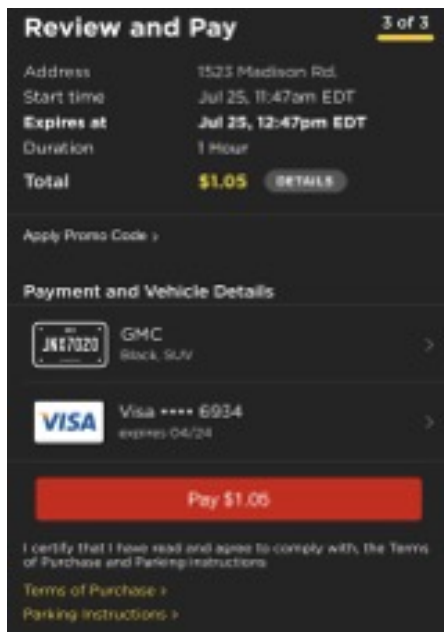 Review and Pay
3 of 3
Address 1523 Madison Rd.
Start time Jul 25, 11:47am EDT
Expires at Jul 25, 12:47pm EDT
Duration 1 Hour
Total $1.05 DETAILS
Apply Promo Code >
Payment and Vehicle Details
GMC
Black, SUV
VISA
Visa •••• 6934
expires 04/24
Pay $1.05
I certify that I have read and agree to comply with, the Terms
of Purchase and Parking instructions
Terms of Purchase >
Parking Instructions >